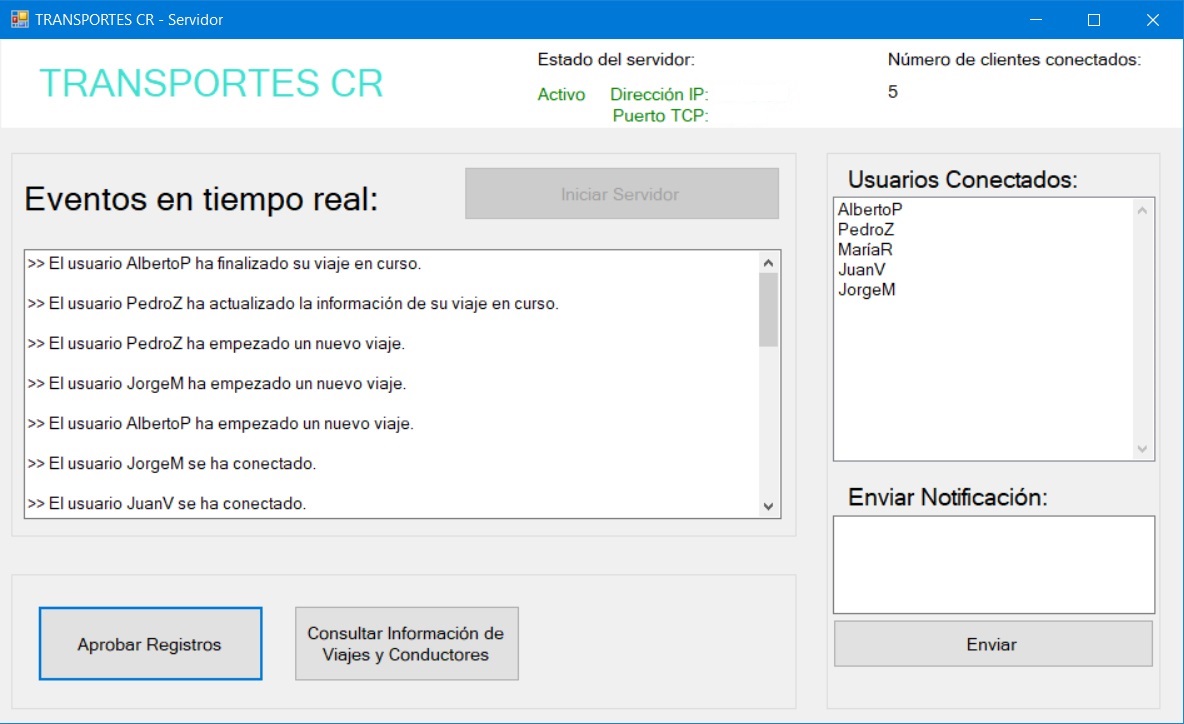 TRANSPORTES CR - Servidor
TRANSPORTES CR
Estado del servidor:
Activo
Dirección IP:
Puerto TCP:
Número de clientes conectados:
5
Eventos en tiempo real:
Iniciar Servidor
>> El usuario AlbertoP ha finalizado su viaje en curso.
>> El usuario PedroZ ha actualizado la información de su viaje en curso.
>> El usuario PedroZ ha empezado un nuevo viaje.
>> El usuario JorgeM ha empezado un nuevo viaje.
>> El usuario AlbertoP ha empezado un nuevo viaje.
>> El usuario JorgeM se ha conectado.
>> El usuario JuanV se ha conectado.
Usuarios Conectados:
AlbertoP
PedroZ
MaríaR
JuanV
JorgeM
Enviar Notificación:
Enviar
Aprobar Registros
Consultar Información de
Viajes y Conductores